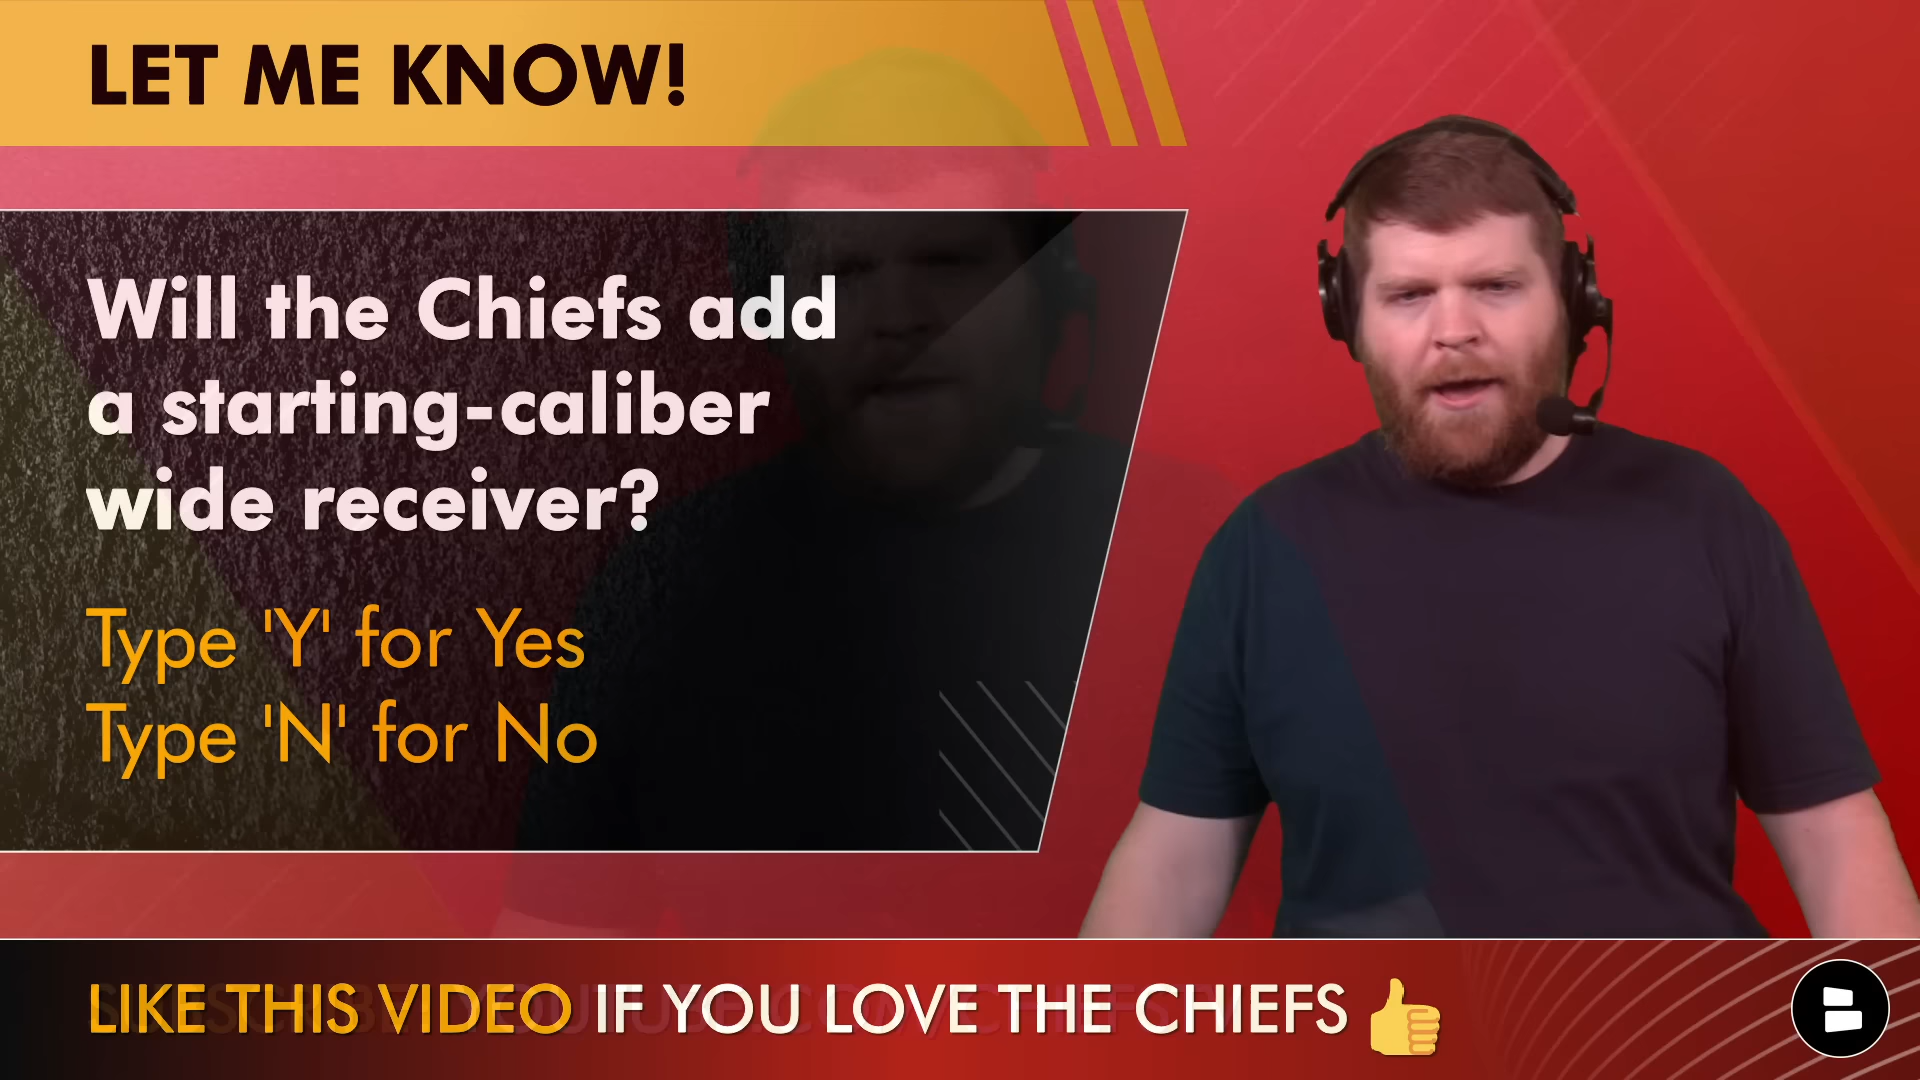 LET ME KNOW!
Will the Chiefs add
a starting-caliber
wide receiver?
Type 'Y' for Yes
Type 'N' for No
LIKE THIS VIDEO IF YOU LOVE THE CHIEFS